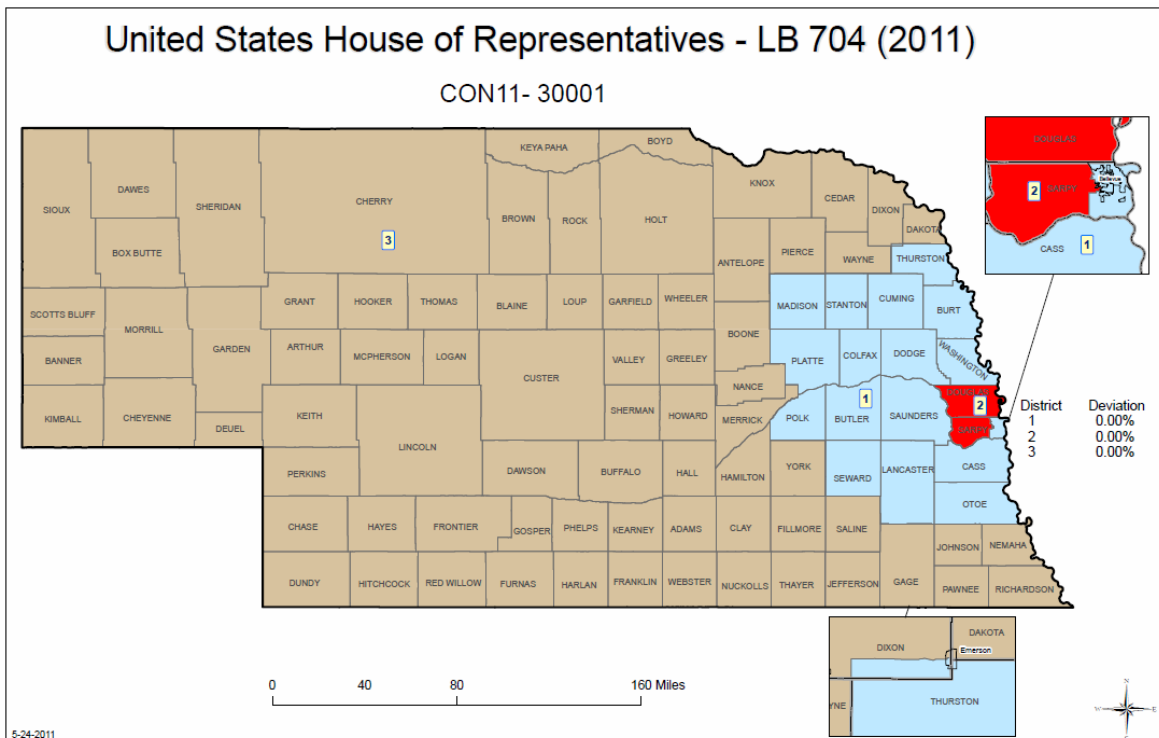 United States House of Representatives - LB 704 (2011)
CON11- 30001
DOUGLAS
Bellevue
2
SARPY
CASS
1
KEYA PAHA
BOYD
KNOX
CEDAR
DIXON
DAKOTA
SIOUX
DAWES
SHERIDAN
CHERRY
3
BROWN
ROCK
HOLT
ANTELOPE
PIERCE
WAYNE
THURSTON
BOX BUTTE
SCOTTS BLUFF
MORRILL
GARDEN
GRANT
HOOKER
THOMAS
BLAINE
LOUP
GARFIELD
WHEELER
MADISON
STANTON
CUMING
BURT
BANNER
ARTHUR
MCPHERSON
LOGAN
CUSTER
VALLEY
GREELEY
BOONE
PLATTE
COLFAX
DODGE
WASHINGTON
KIMBALL
CHEYENNE
DEUEL
KEITH
LINCOLN
SHERMAN
HOWARD
NANCE
MERRICK
POLK
1
BUTLER
SAUNDERS
DOUGLAS
2
SARPY
District Deviation
1 0.00%
2 0.00%
3 0.00%
PERKINS
DAWSON
BUFFALO
HALL
HAMILTON
YORK
SEWARD
LANCASTER
CASS
OTOE
CHASE
HAYES
FRONTIER
GOSPER
PHELPS
KEARNEY
ADAMS
CLAY
FILLMORE
SALINE
JOHNSON
NEMAHA
DUNDY
HITCHCOCK
RED WILLOW
FURNAS
HARLAN
FRANKLIN
WEBSTER
NUCKOLLS
THAYER
JEFFERSON
GAGE
PAWNEE
RICHARDSON
DIXON
DAKOTA
Emerson
THURSTON
YNE
0 40 80 160 Miles
N
W E
S
5-24-2011